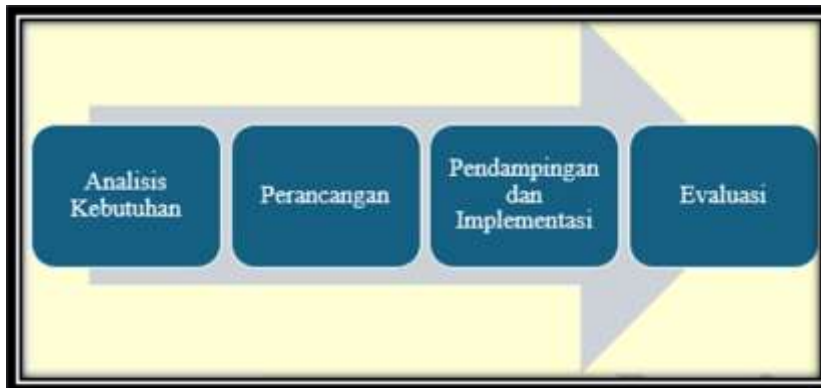 Analisis
Kebutuhan
Perancangan
Pendampingan
dan
Implementasi
Evaluasi